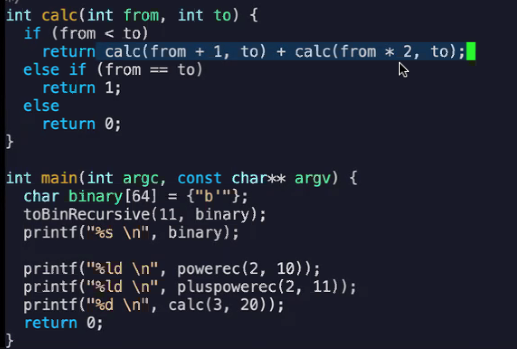 int calc(int from, int to) {
  if (from < to)
    return calc(from + 1, to) + calc(from * 2, to);
  else if (from == to)
    return 1;
  else
    return 0;
}

int main(int argc, const char** argv) {
  char binary[64] = {"b'"};
  toBinRecursive(11, binary);
  printf("%s \n", binary);

  printf("%ld \n", powerec(2, 10));
  printf("%ld \n", pluspowerec(2, 11));
  printf("%d \n", calc(3, 20));
  return 0;
}